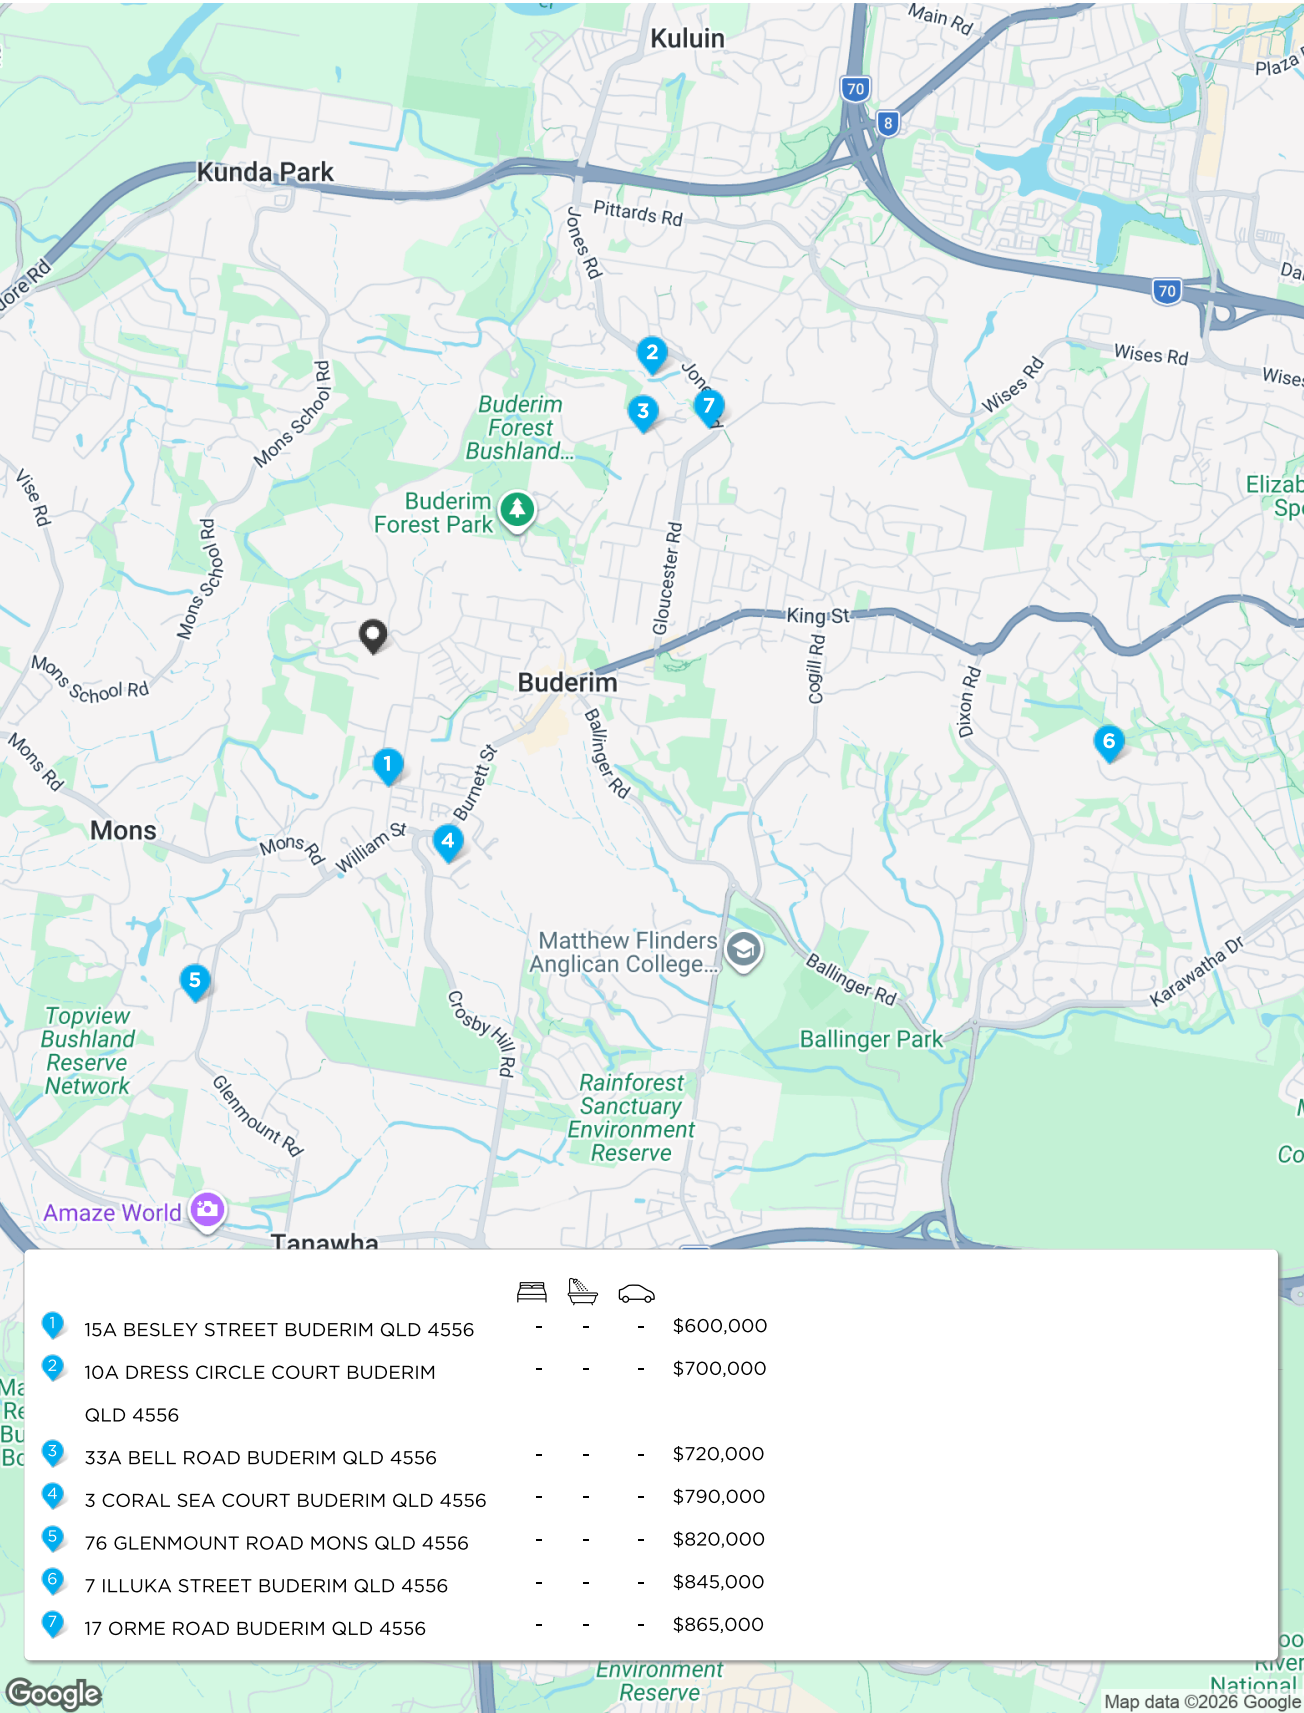 Kuluin
Main Rd
Plaza
70
8
Kunda Park
Pittards Rd
Jones Rd
70
Wises Rd
Wises Rd
Wises
2
3
7
Mons School Rd
Buderim
Forest
Bushland...
Vise Rd
Buderim
Forest Park
Mons School Rd
Gloucester Rd
King St
Cogill Rd
Mons School Rd
Buderim
Dixon Rd
Ballinger Rd
6
Mons Rd
1
Burnett St
Mons
Mons Rd
William St
4
Matthew Flinders
Anglican College...
Ballinger Rd
Karawatha Dr
5
Topview
Bushland
Reserve
Network
Crosby Hill Rd
Ballinger Park
Glenmount Rd
Rainforest
Sanctuary
Environment
Reserve
Amaze World
Tanawha
1 15A BESLEY STREET BUDERIM QLD 4556 - - - $600,000
2 10A DRESS CIRCLE COURT BUDERIM - - - $700,000
QLD 4556
3 33A BELL ROAD BUDERIM QLD 4556 - - - $720,000
4 3 CORAL SEA COURT BUDERIM QLD 4556 - - - $790,000
5 76 GLENMOUNT ROAD MONS QLD 4556 - - - $820,000
6 7 ILLUKA STREET BUDERIM QLD 4556 - - - $845,000
7 17 ORME ROAD BUDERIM QLD 4556 - - - $865,000
Environment
Reserve
River
National
Google
Map data ©2026 Google